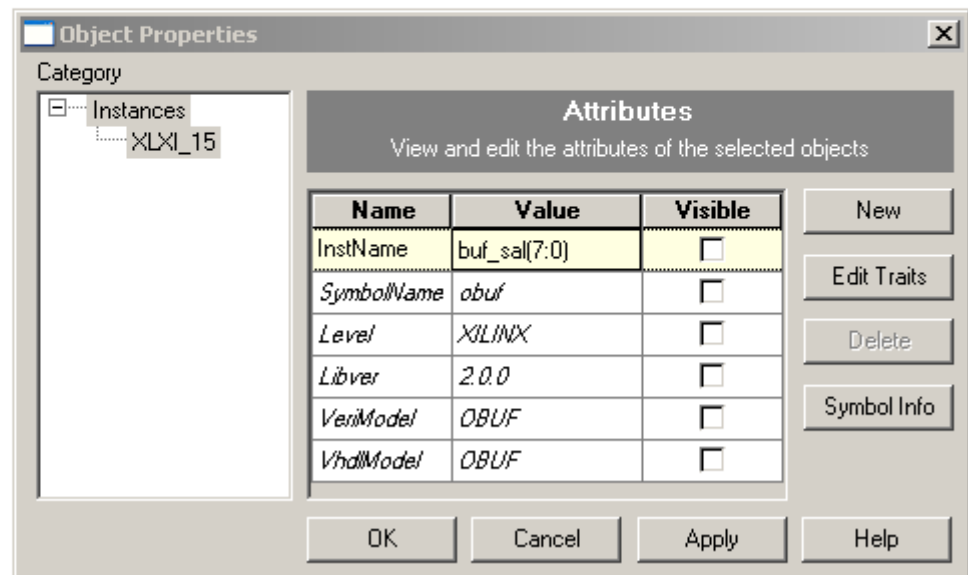 Object Properties
Category
Instances
XLXI_15
Attributes
View and edit the attributes of the selected objects
Name Value Visible
InstName buf_sal(7:0)
SymbolName obuf
Level XILINX
Libver 2.0.0
VeriModel OBUF
VhdlModel OBUF
New
Edit Traits
Delete
Symbol Info
OK Cancel Apply Help